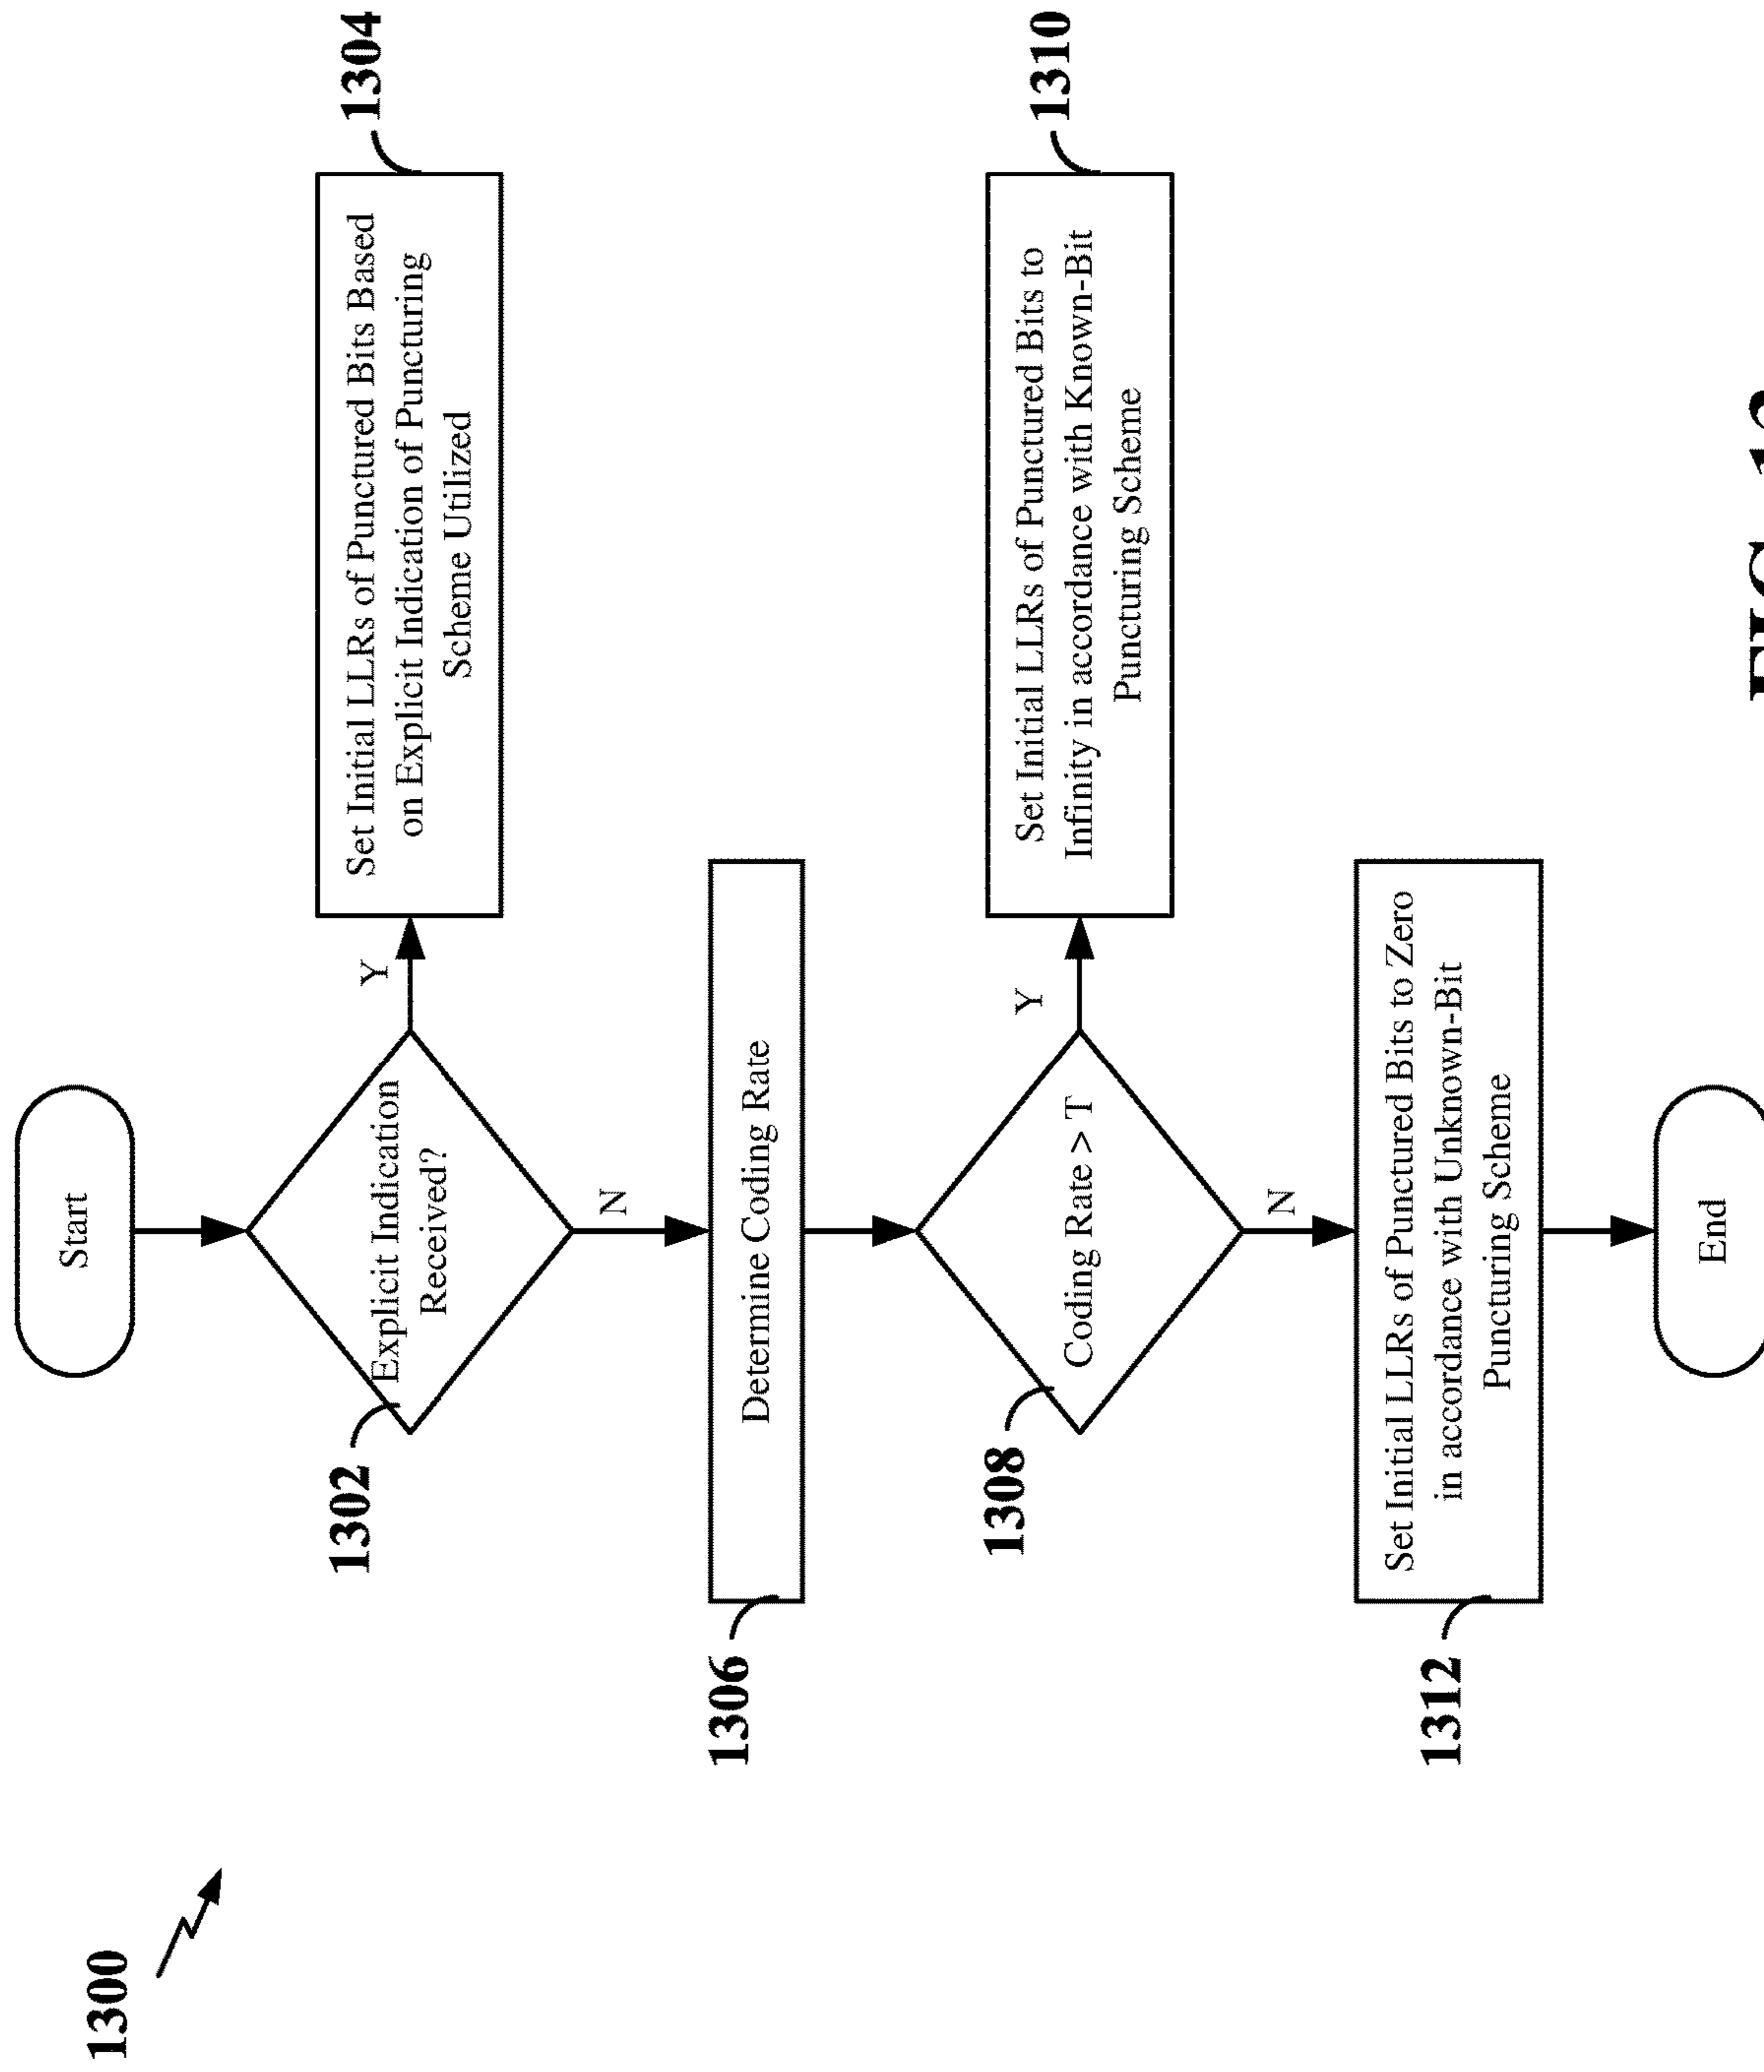 1300
Start
1302
Explicit Indication
Received?
Y
1304
Set Initial LLRs of Punctured Bits Based
on Explicit Indication of Puncturing
Scheme Utilized
N
1306
Determine Coding Rate
1308
Coding Rate > T
Y
1310
Set Initial LLRs of Punctured Bits to
Infinity in accordance with Known-Bit
Puncturing Scheme
N
1312
Set Initial LLRs of Punctured Bits to Zero
in accordance with Unknown-Bit
Puncturing Scheme
End